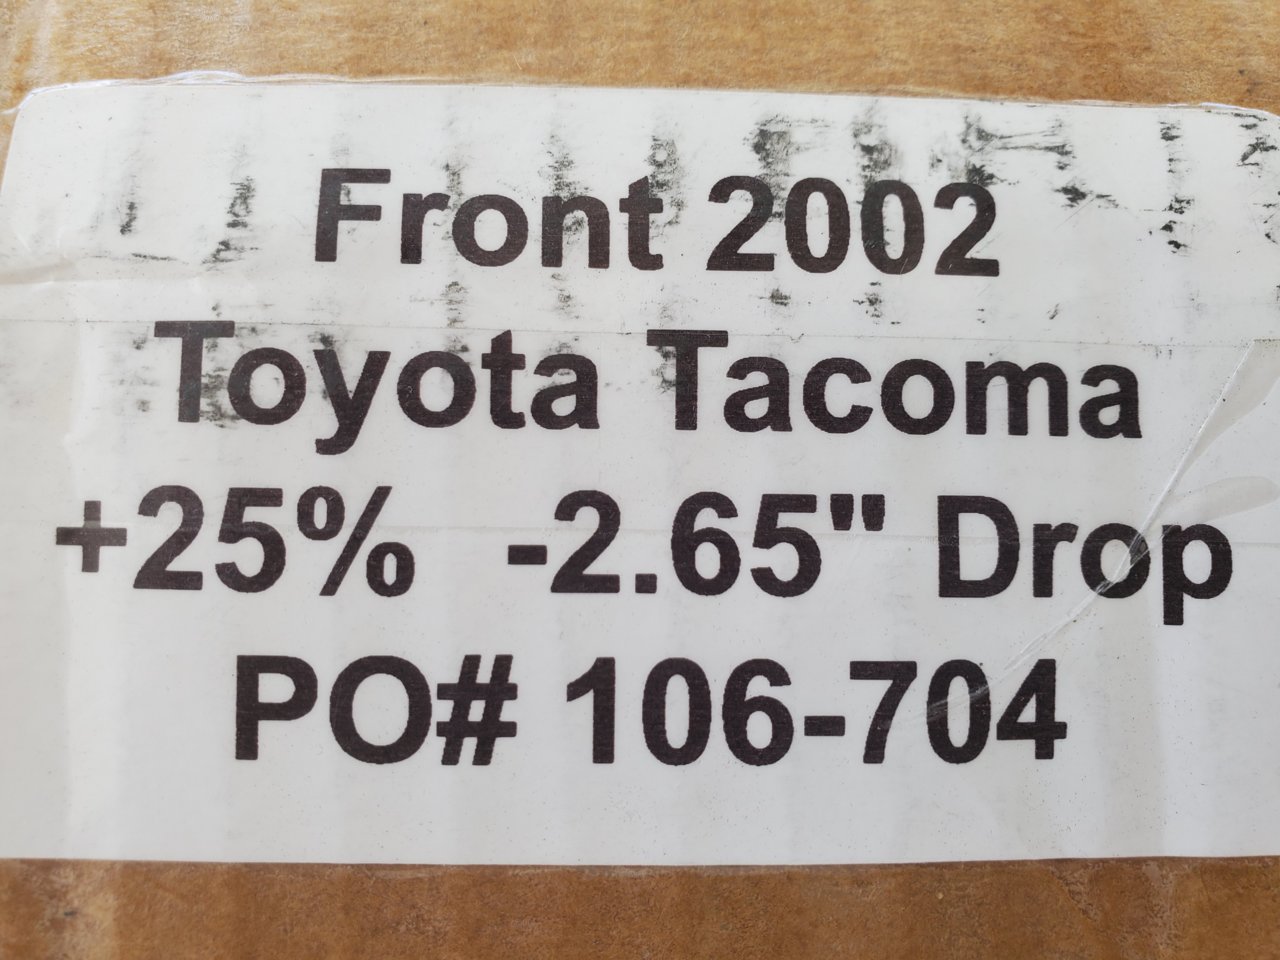 Front 2002
Toyota Tacoma
+25% -2.65" Drop
PO# 106-704